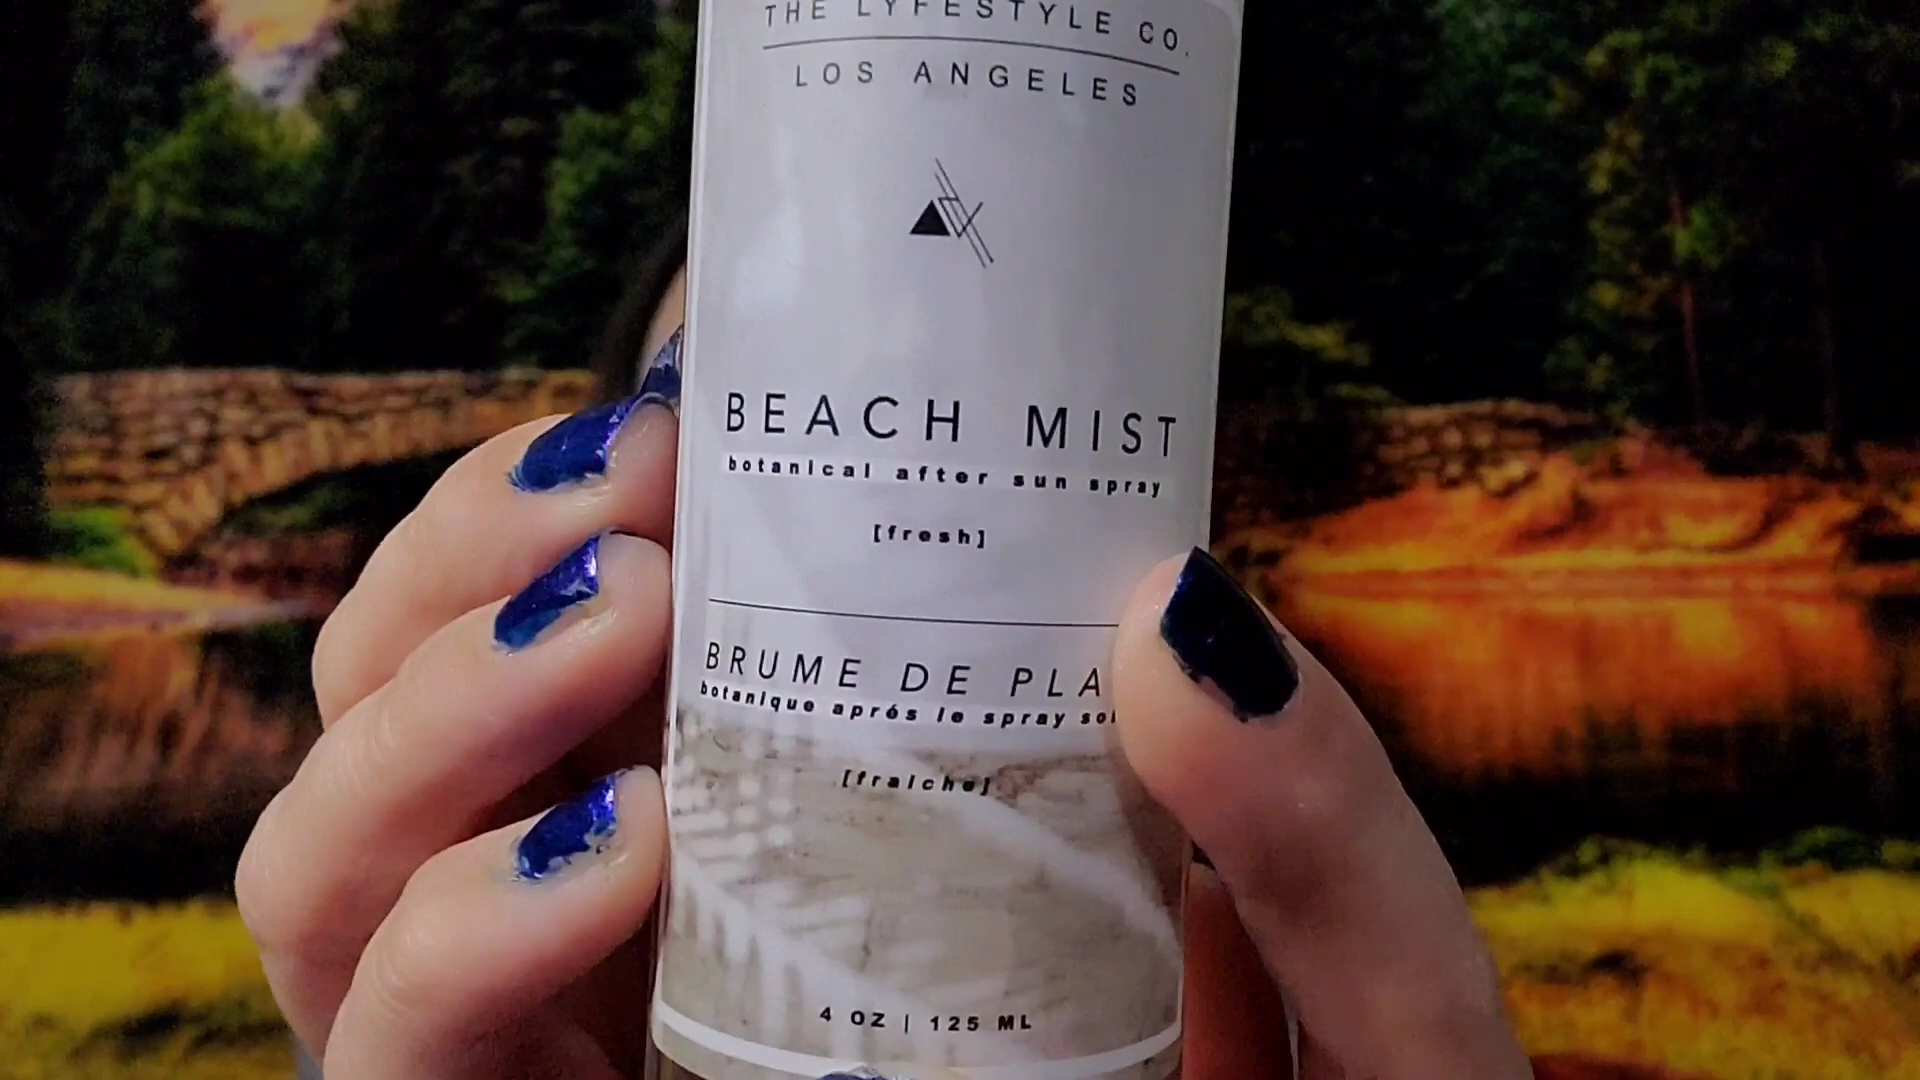 THE LYFESTYLE CO.
LOS ANGELES
BEACH MIST
botanical after sun spray
[fresh]
BRUME DE PLA
botanique aprés le spray sol
[fraiche]
4 OZ | 125 ML